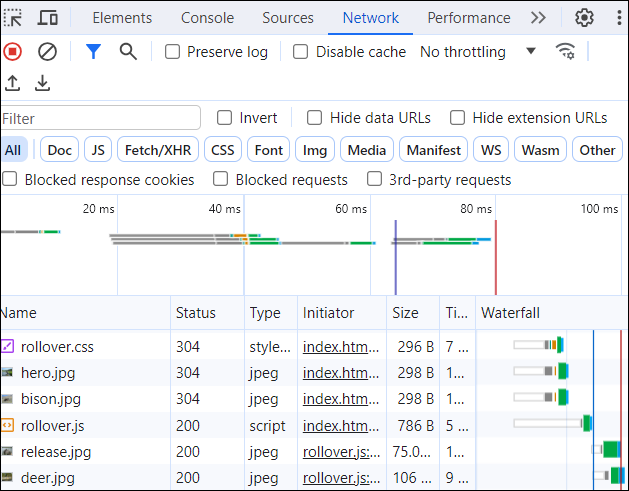 Elements Console Sources Network Performance
Preserve log Disable cache No throttling
Filter Invert Hide data URLs Hide extension URLs
All Doc JS Fetch/XHR CSS Font Img Media Manifest WS Wasm Other
Blocked response cookies Blocked requests 3rd-party requests
20 ms 40 ms 60 ms 80 ms 100 ms
Name Status Type Initiator Size Ti... Waterfall
rollover.css 304 style... index.htm... 296 B 7 ...
hero.jpg 304 jpeg index.htm... 298 B 1...
bison.jpg 304 jpeg index.htm... 298 B 1...
rollover.js 200 script index.htm... 786 B 5 ...
release.jpg 200 jpeg rollover.js:... 75.0... 1...
deer.jpg 200 jpeg rollover.js:... 106 ... 9 ...